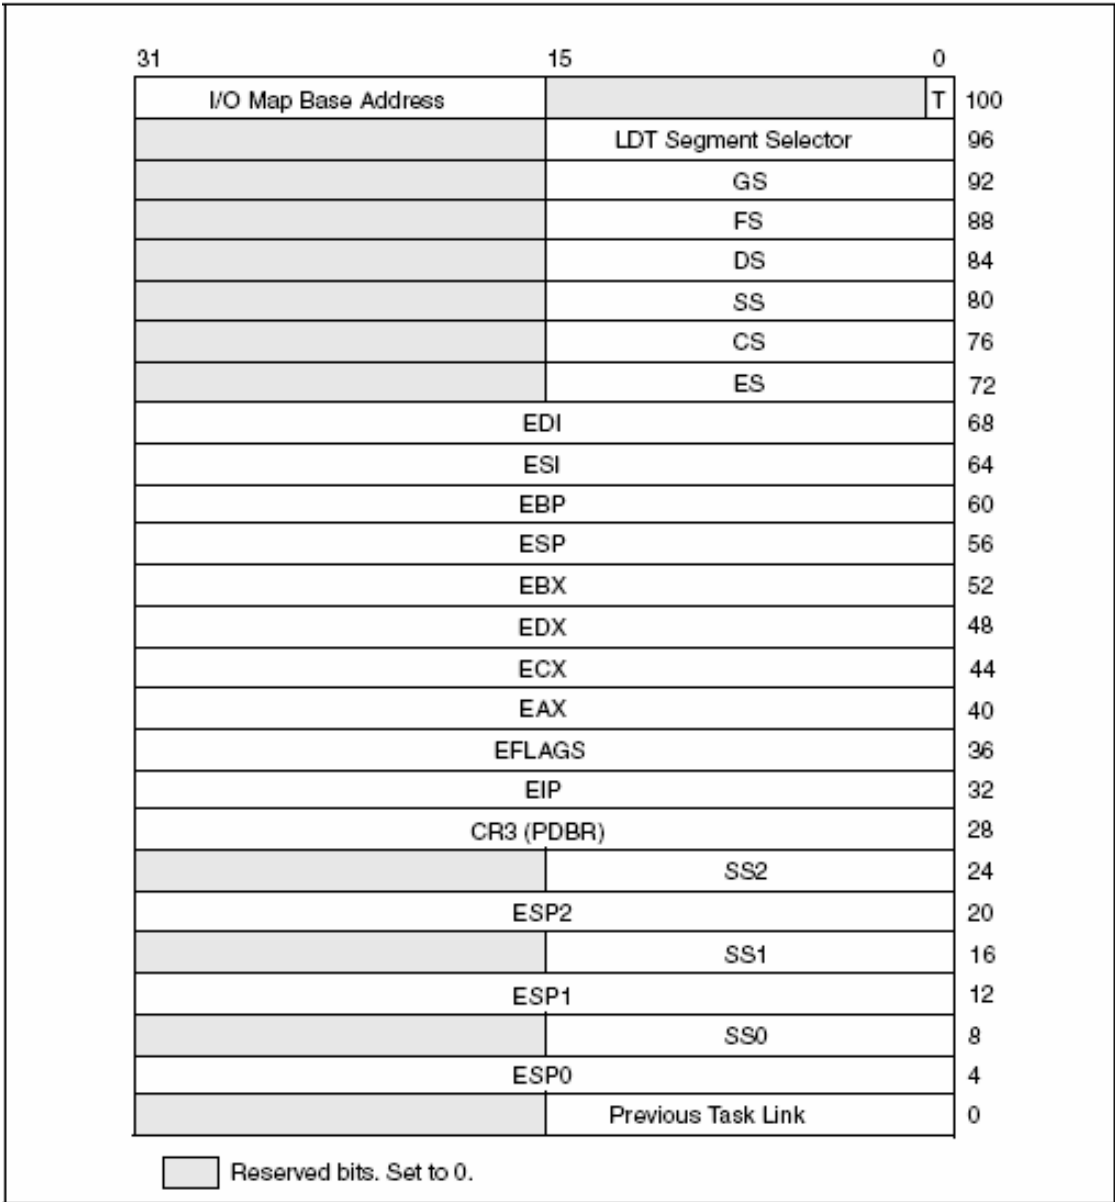 31 15 0
I/O Map Base Address T 100
LDT Segment Selector 96
GS 92
FS 88
DS 84
SS 80
CS 76
ES 72
EDI 68
ESI 64
EBP 60
ESP 56
EBX 52
EDX 48
ECX 44
EAX 40
EFLAGS 36
EIP 32
CR3 (PDBR) 28
SS2 24
ESP2 20
SS1 16
ESP1 12
SS0 8
ESP0 4
Previous Task Link 0
Reserved bits. Set to 0.